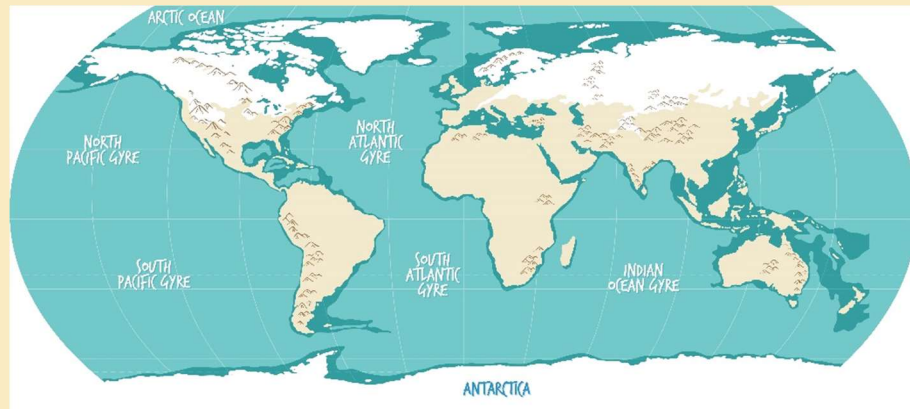 ARCTIC OCEAN
NORTH
PACIFIC GYRE
NORTH
ATLANTIC
GYRE
SOUTH
PACIFIC GYRE
SOUTH
ATLANTIC
GYRE
INDIAN
OCEAN GYRE
ANTARCTICA